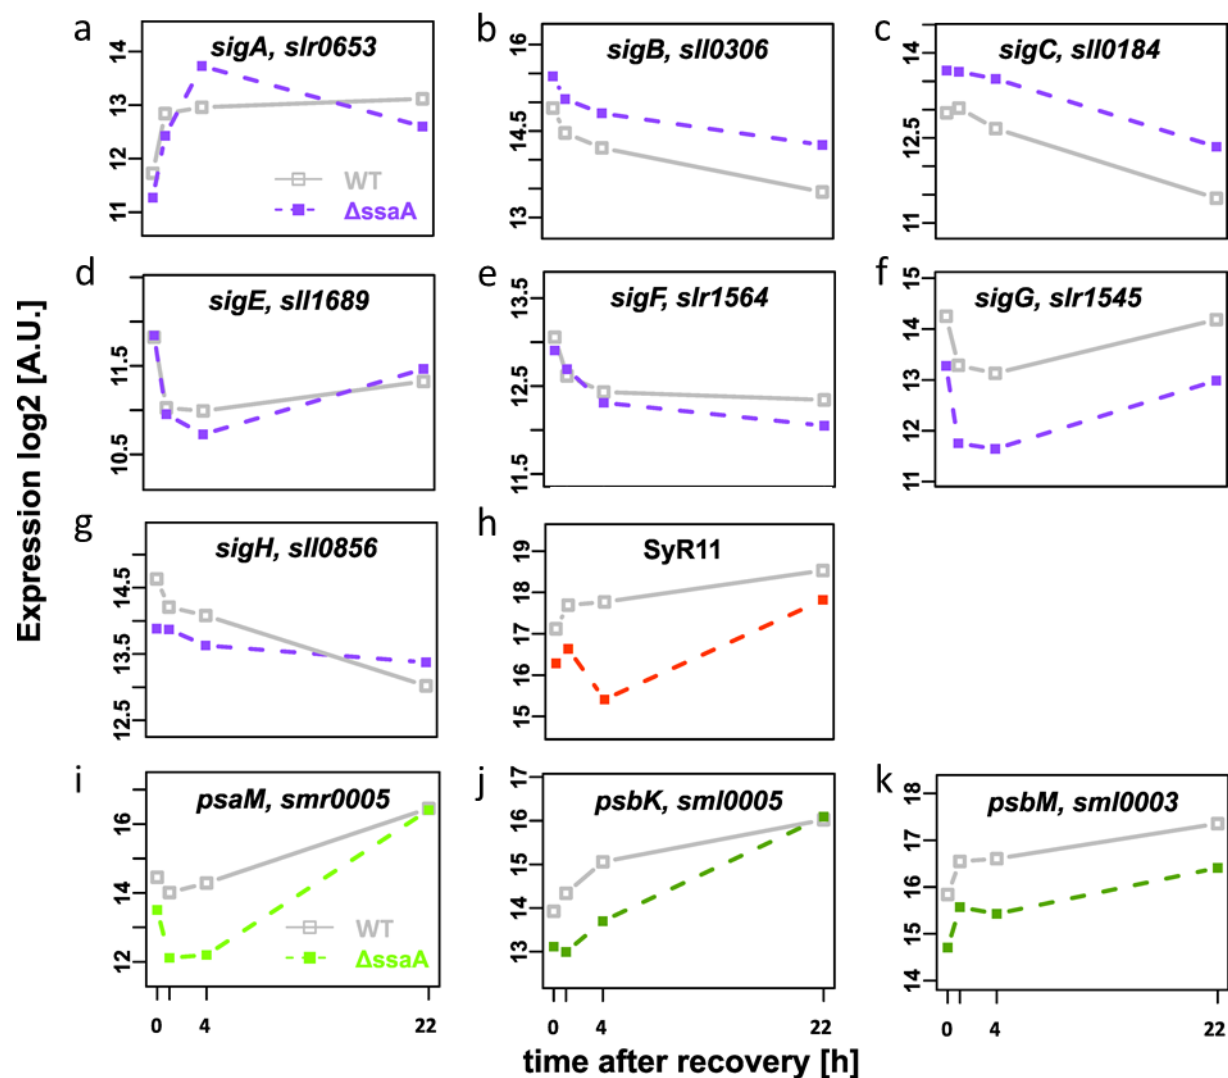 a
sigA, slr0653
14
13
12
11
WT
ΔssaA
b
sigB, sll0306
16
14.5
13
c
sigC, sll0184
14
12.5
11
d
sigE, sll1689
11.5
10.5
e
sigF, slr1564
13.5
12.5
11.5
f
sigG, slr1545
15
14
13
12
11
g
sigH, sll0856
14.5
13.5
12.5
h
SyR11
19
18
17
16
15
i
psaM, smr0005
16
14
12
WT
ΔssaA
0 4 22
j
psbK, sml0005
17
16
15
14
13
0 4 22
k
psbM, sml0003
18
17
16
15
14
0 4 22
Expression log2 [A.U.]
time after recovery [h]